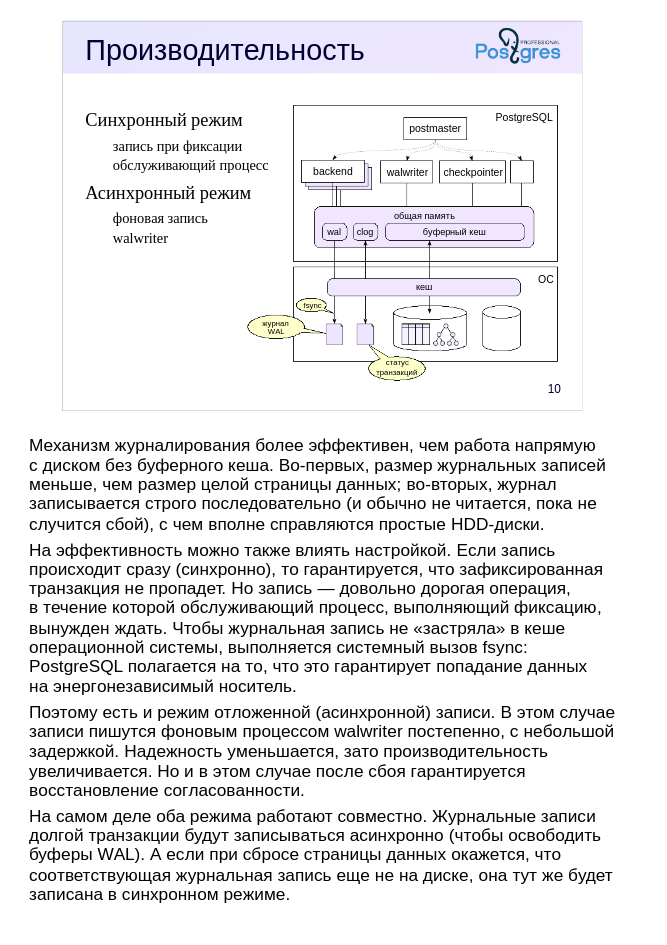 Производительность
PROFESSIONAL
Postgres
Синхронный режим
запись при фиксации
обслуживающий процесс
Асинхронный режим
фоновая запись
walwriter
PostgreSQL
postmaster
backend
walwriter
checkpointer
общая память
wal
clog
буферный кеш
ОС
кеш
fsync
журнал
WAL
статус
транзакций
10
Механизм журналирования более эффективен, чем работа напрямую
с диском без буферного кеша. Во-первых, размер журнальных записей
меньше, чем размер целой страницы данных; во-вторых, журнал
записывается строго последовательно (и обычно не читается, пока не
случится сбой), с чем вполне справляются простые HDD-диски.
На эффективность можно также влиять настройкой. Если запись
происходит сразу (синхронно), то гарантируется, что зафиксированная
транзакция не пропадет. Но запись — довольно дорогая операция,
в течение которой обслуживающий процесс, выполняющий фиксацию,
вынужден ждать. Чтобы журнальная запись не «застряла» в кеше
операционной системы, выполняется системный вызов fsync:
PostgreSQL полагается на то, что это гарантирует попадание данных
на энергонезависимый носитель.
Поэтому есть и режим отложенной (асинхронной) записи. В этом случае
записи пишутся фоновым процессом walwriter постепенно, с небольшой
задержкой. Надежность уменьшается, зато производительность
увеличивается. Но и в этом случае после сбоя гарантируется
восстановление согласованности.
На самом деле оба режима работают совместно. Журнальные записи
долгой транзакции будут записываться асинхронно (чтобы освободить
буферы WAL). А если при сбросе страницы данных окажется, что
соответствующая журнальная запись еще не на диске, она тут же будет
записана в синхронном режиме.